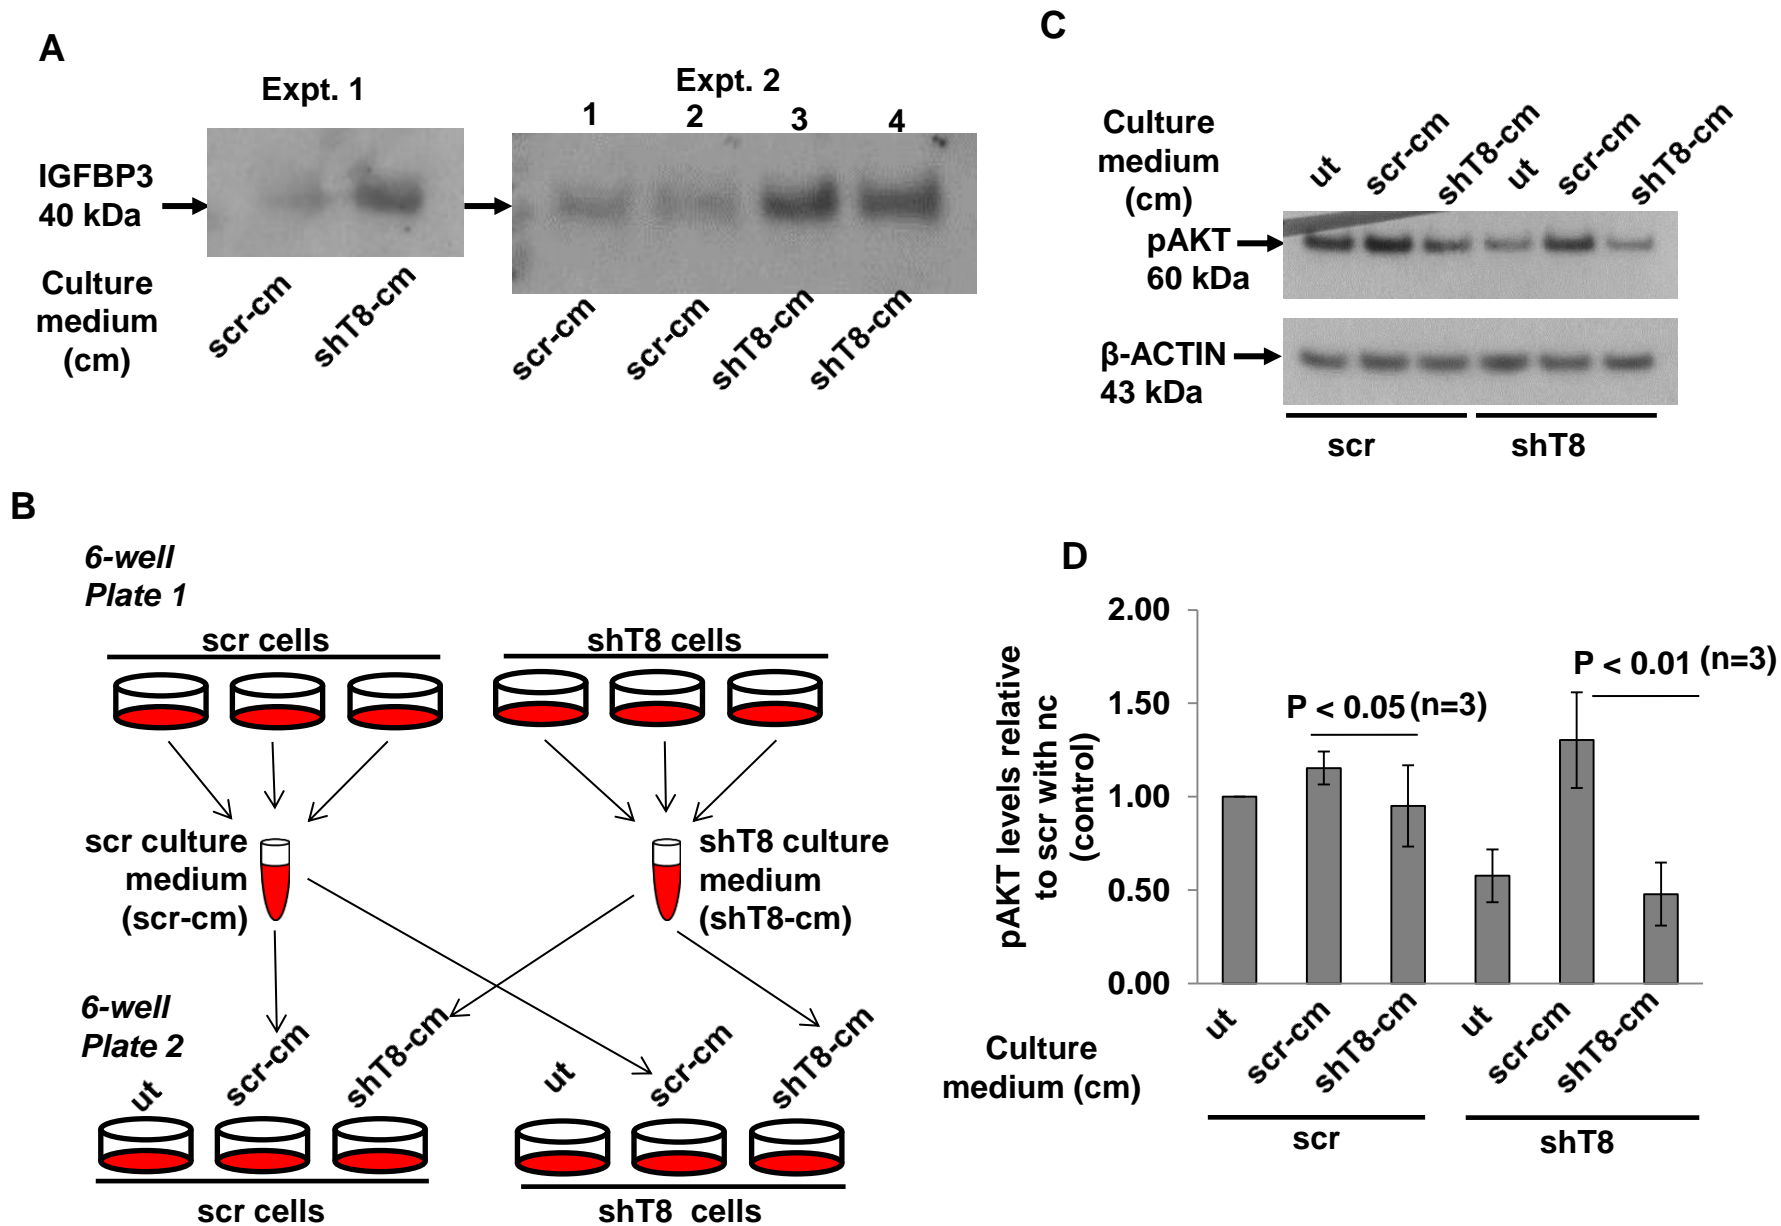 A
Expt. 1
Expt. 2
1 2 3 4
IGFBP3
40 kDa
Culture
medium
(cm)
scr-cm
shT8-cm
scr-cm
scr-cm
shT8-cm
shT8-cm
C
Culture
medium
(cm)
ut
scr-cm
shT8-cm
ut
scr-cm
shT8-cm
pAKT
60 kDa
β-ACTIN
43 kDa
scr
shT8
B
6-well
Plate 1
scr cells
shT8 cells
scr culture
medium
(scr-cm)
shT8 culture
medium
(shT8-cm)
6-well
Plate 2
ut
scr-cm
shT8-cm
ut
scr-cm
shT8-cm
scr cells
shT8 cells
D
pAKT levels relative
to scr with nc
(control)
2.00
1.50
1.00
0.50
0.00
P < 0.05 (n=3)
P < 0.01 (n=3)
Culture
medium (cm)
ut
scr-cm
shT8-cm
ut
scr-cm
shT8-cm
scr
shT8